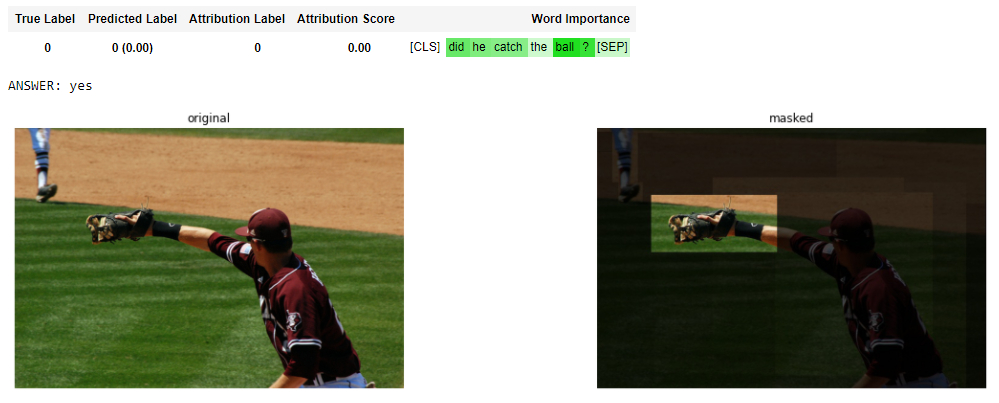 True Label Predicted Label Attribution Label Attribution Score Word Importance
0 0 (0.00) 0 0.00 [CLS] did he catch the ball ? [SEP]
ANSWER: yes
original masked